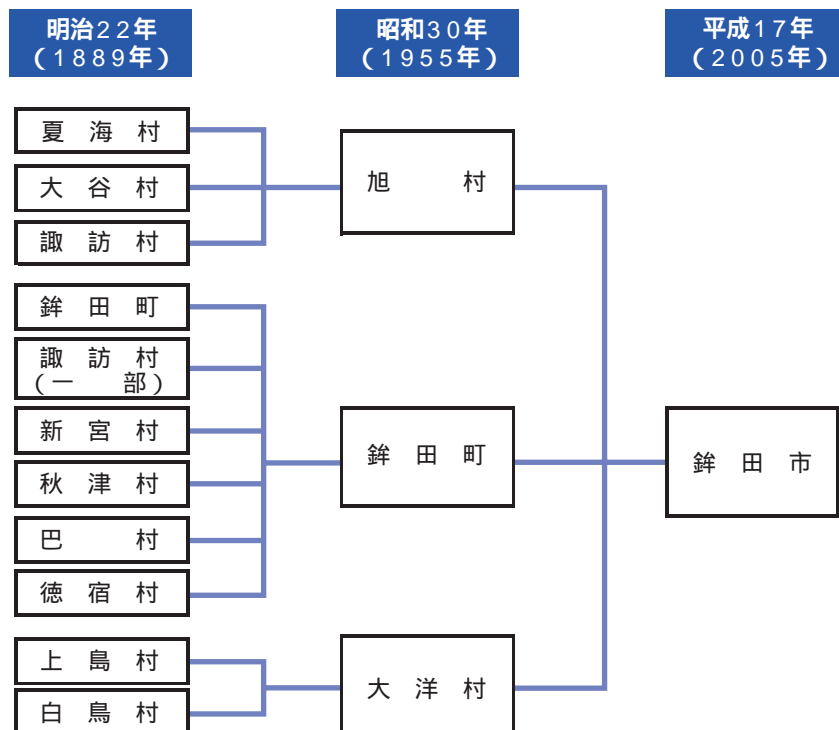 明治22年
(1889年)
昭和30年
(1955年)
平成17年
(2005年)
夏海村
大谷村
諏訪村
鉾田町
諏訪村
(一部)
新宮村
秋津村
巴村
徳宿村
上島村
白鳥村
旭村
鉾田町
大洋村
鉾田市